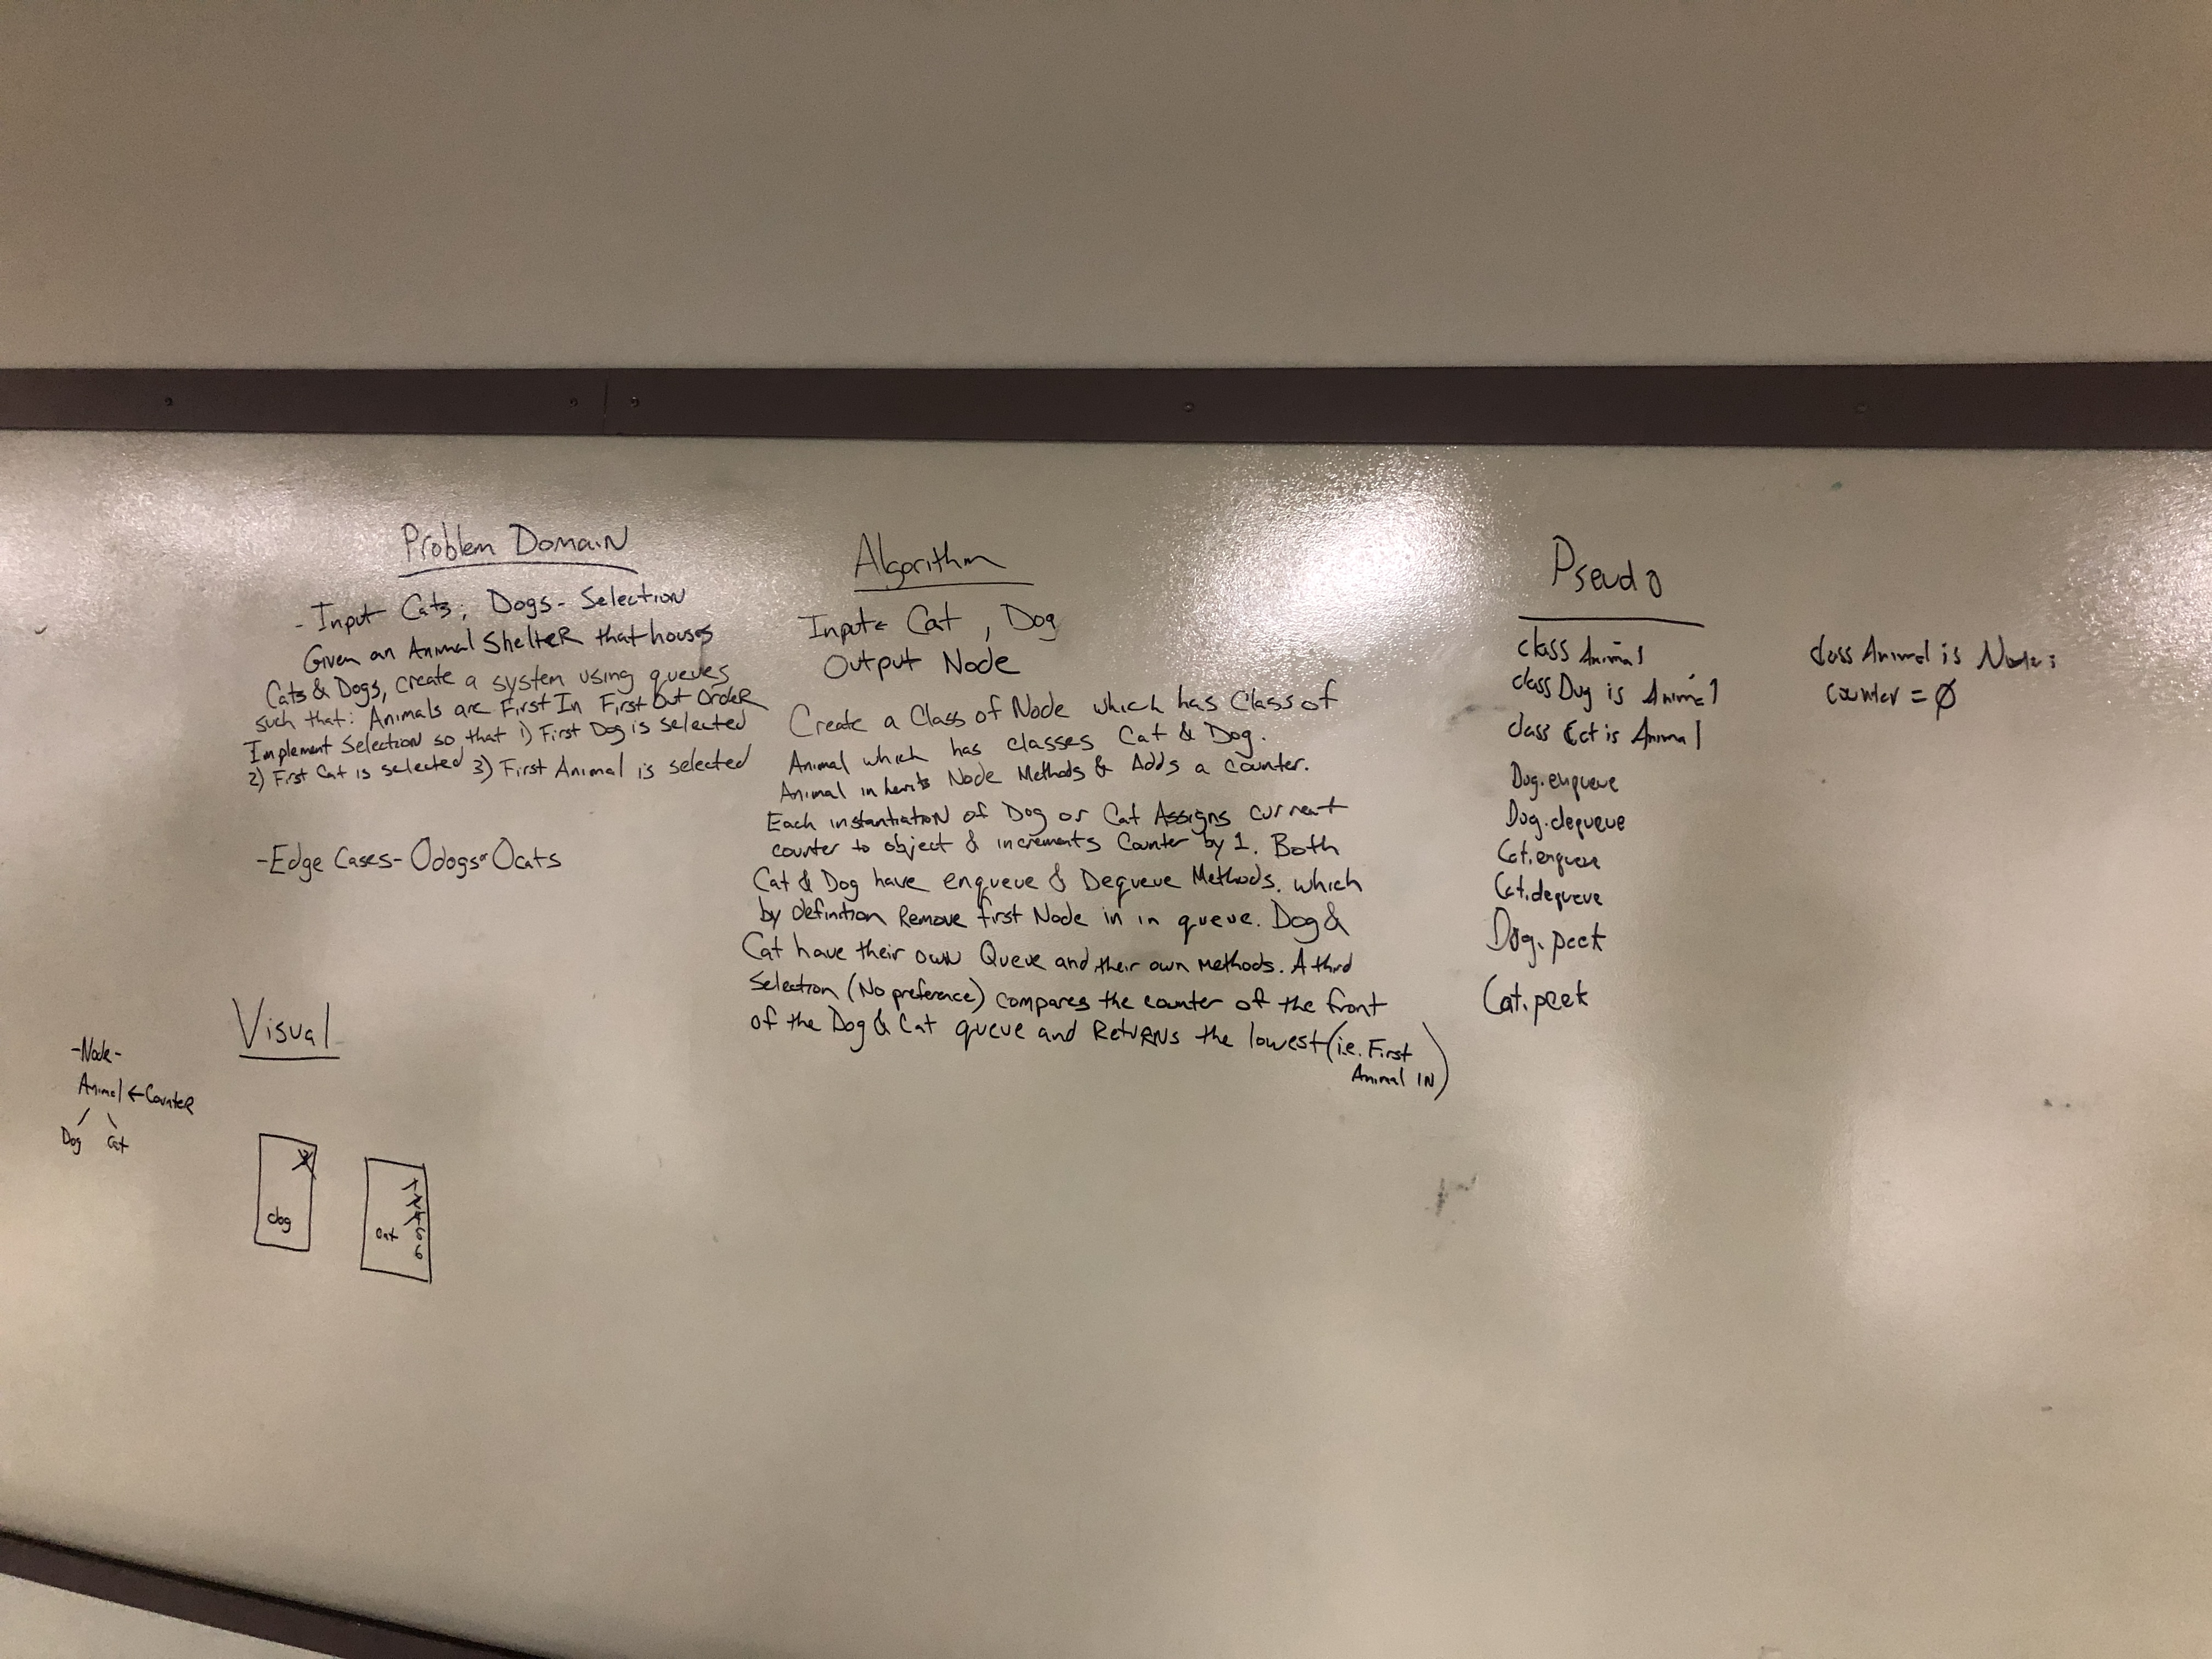 Problem Domain
- Input Cats, Dogs - Selection
Given an Animal Shelter that houses
Cats & Dogs, create a system using queues
such that: Animals are First In First Out Order
Implement Selection so that 1) First Dog is selected
2) First Cat is selected 3) First Animal is selected
- Edge Cases - 0dogs or 0cats
Visual
-Node-
Animal ← Counter
Dog Cat
dog
cat
Algorithm
Input ← Cat , Dog
Output Node
Create a Class of Node which has Class of
Animal which has classes Cat & Dog.
Animal inherits Node Methods & Adds a counter.
Each instantiation of Dog or Cat Assigns current
counter to object & increments Counter by 1. Both
Cat & Dog have enqueue & Dequeue Methods. which
by definition Remove first Node in in queue. Dog &
Cat have their own Queue and their own methods. A third
Selection (No preference) compares the counter of the front
of the Dog & Cat queue and Returns the lowest (i.e. First
Animal IN)
Pseudo
class Animal
class Dog is Animal
class Cat is Animal
Dog.enqueue
Dog.dequeue
Cat.enqueue
Cat.dequeue
Dog.peek
Cat.peek
class Animal is Node:
counter = Ø